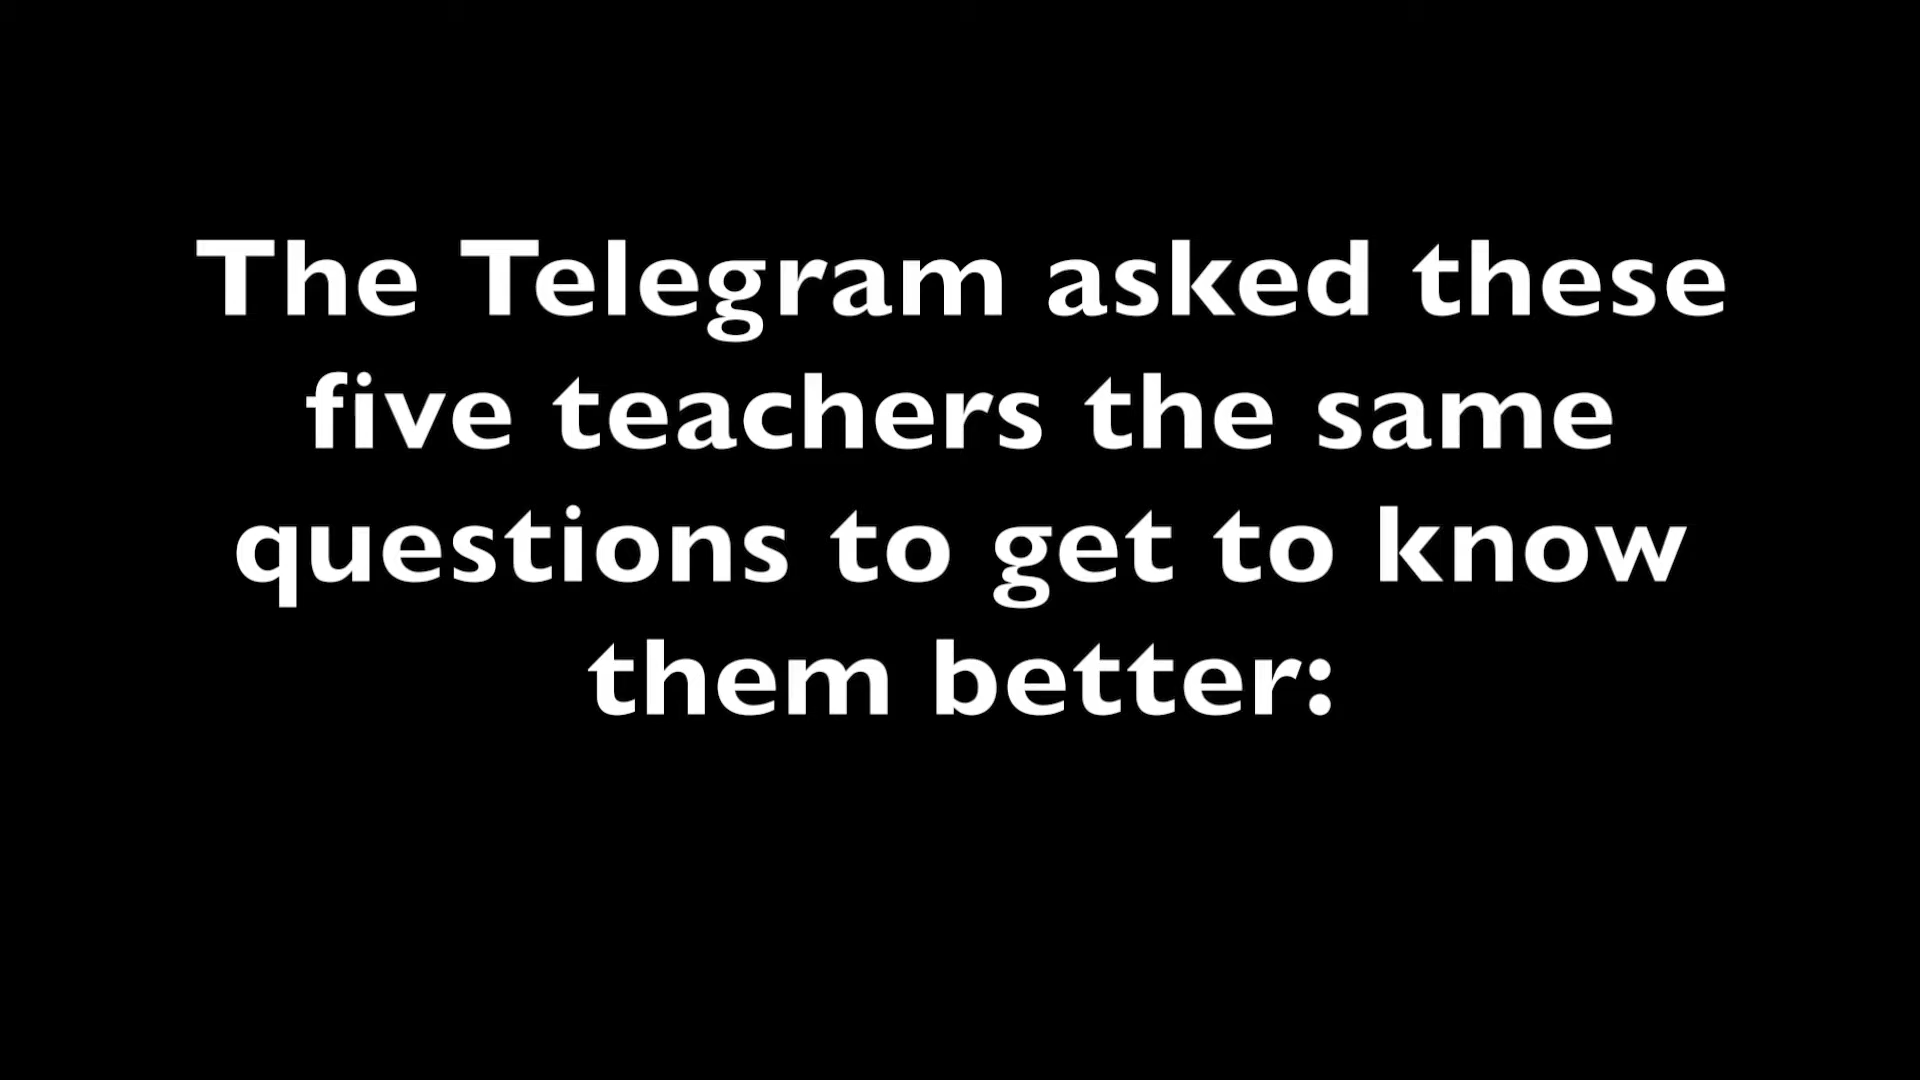 The Telegram asked these
five teachers the same
questions to get to know
them better: